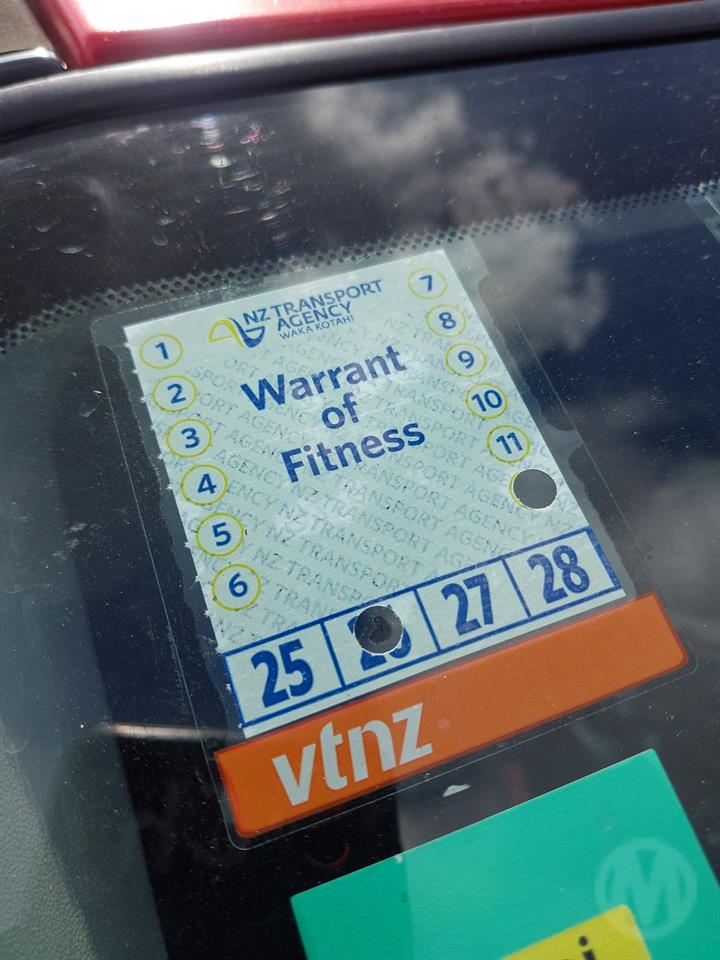 NZ TRANSPORT
AGENCY
WAKA KOTAHI
Warrant
of
Fitness
1
2
3
4
5
6
7
8
9
10
11
25 27 28
vtnz
M